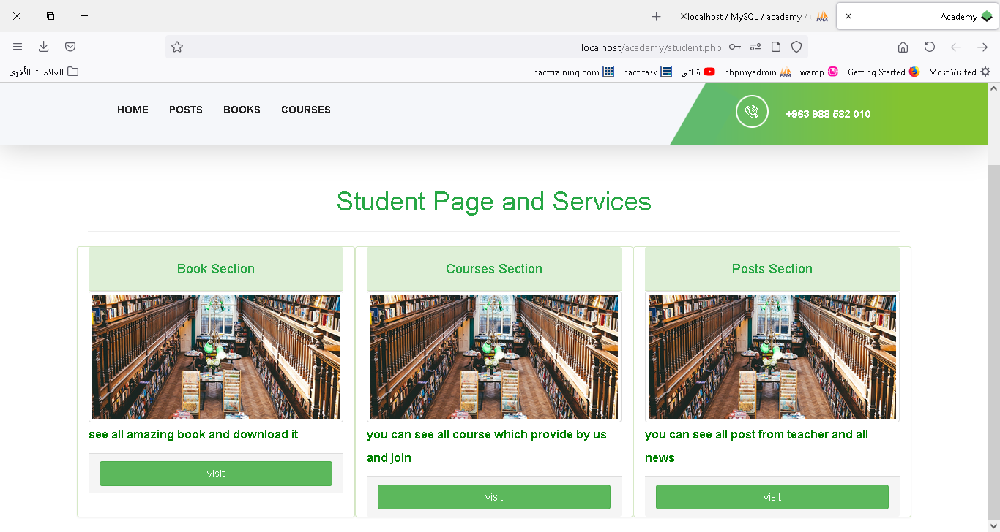 localhost / MySQL / academy /
Academy
localhost/academy/student.php
العلامات الأخرى
bacttraining.com
bact task
قناتي
phpmyadmin
wamp
Getting Started
Most Visited
HOME
POSTS
BOOKS
COURSES
+963 988 582 010
Student Page and Services
Book Section
Courses Section
Posts Section
see all amazing book and download it
you can see all course which provide by us
and join
you can see all post from teacher and all
news
visit
visit
visit